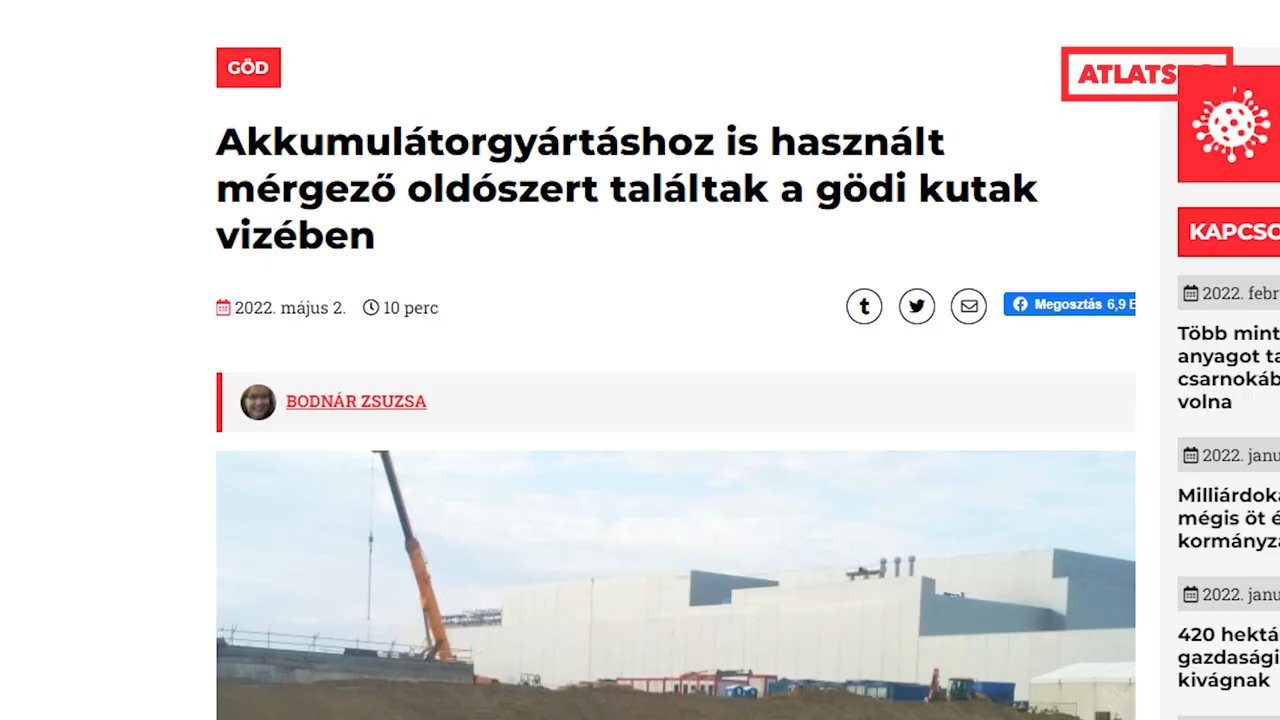 GÖD
ATLATS
Akkumulátorgyártáshoz is használt
mérgező oldószert találtak a gödi kutak
vizében
2022. május 2. 10 perc
Megosztás 6,9 E
BODNÁR ZSUZSA
KAPCSO
2022. febr
Több mint
anyagot ta
csarnokáb
volna
2022. janu
Milliárdoka
mégis öt é
kormányza
2022. janu
420 hektá
gazdasági
kivágnak